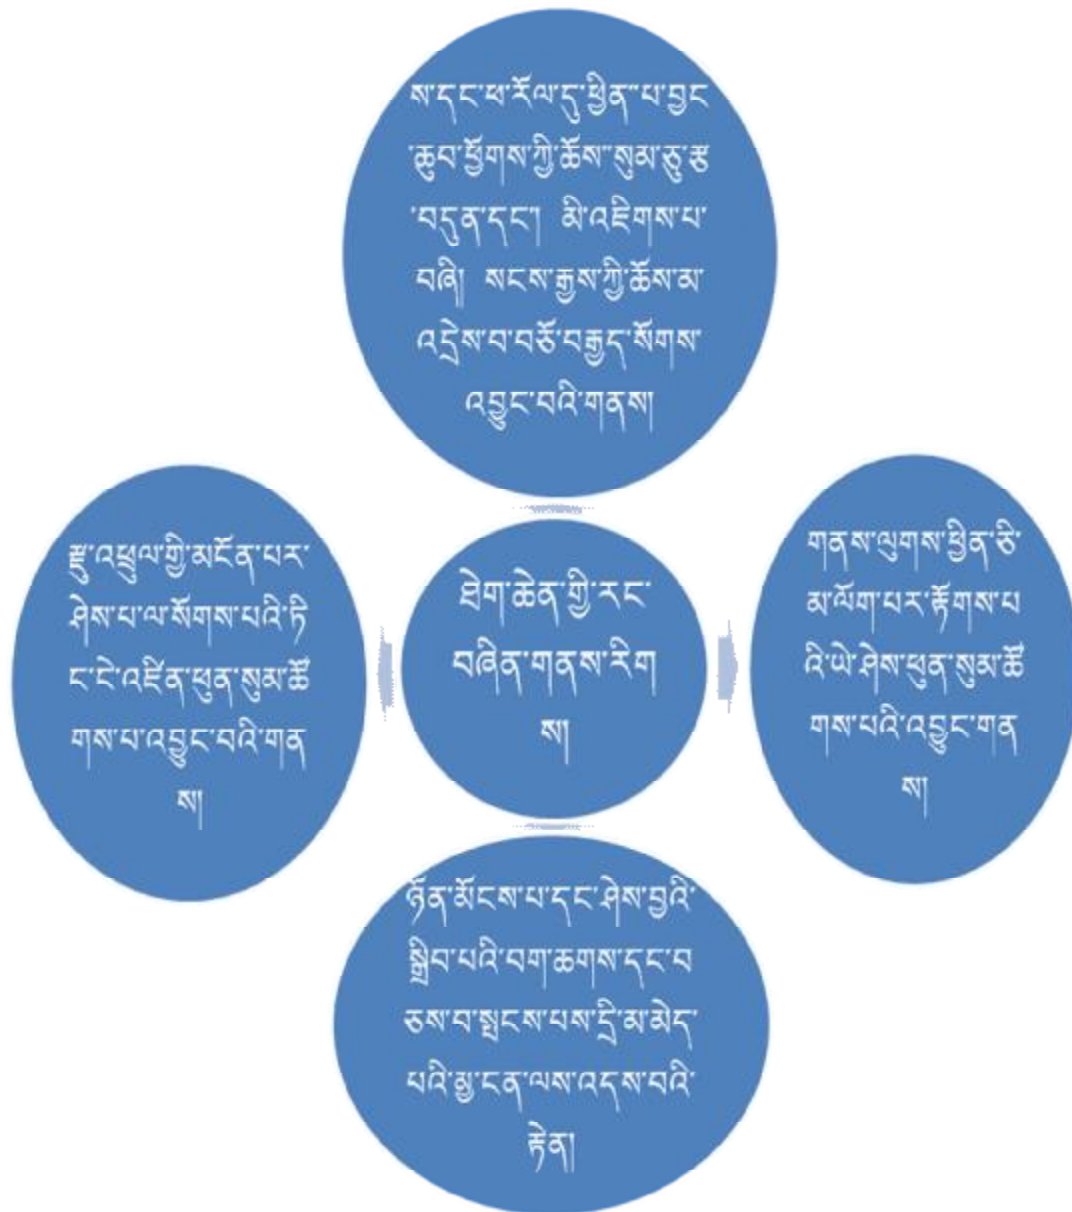 ས་དང་ཕ་རོལ་དུ་ཕྱིན་པ་བྱང
་ཆུབ་ཕྱོགས་ཀྱི་ཆོས་སུམ་ཅུ་རྩ
་བདུན་དང༌། མི་འཇིགས་པ་
བཞི། སངས་རྒྱས་ཀྱི་ཆོས་མ་
འདྲེས་བ་བཅོ་བརྒྱད་སོགས་
འབྱུང་བའི་གནས།
རྫུ་འཕྲུལ་གྱི་མངོན་པར་
ཤེས་པ་ལ་སོགས་པའི་ཏི
ང་ངེ་འཛིན་ཕུན་སུམ་ཚོ
གས་པ་འབྱུང་བའི་གན
ས།
ཐེག་ཆེན་གྱི་རང་
བཞིན་གནས་རིག
ས།
གནས་ལུགས་ཕྱིན་ཅི་
མ་ལོག་པར་རྟོགས་པ
འི་ཡེ་ཤེས་ཕུན་སུམ་ཚོ
གས་པའི་འབྱུང་གན
ས།
ཉོན་མོངས་པ་དང་ཤེས་བྱའི་
སྒྲིབ་པའི་བག་ཆགས་དང་བ
ཅས་བ་སྤངས་པས་དྲི་མ་མེད་
པའི་མྱ་ངན་ལས་འདས་བའི་
རྟེན།